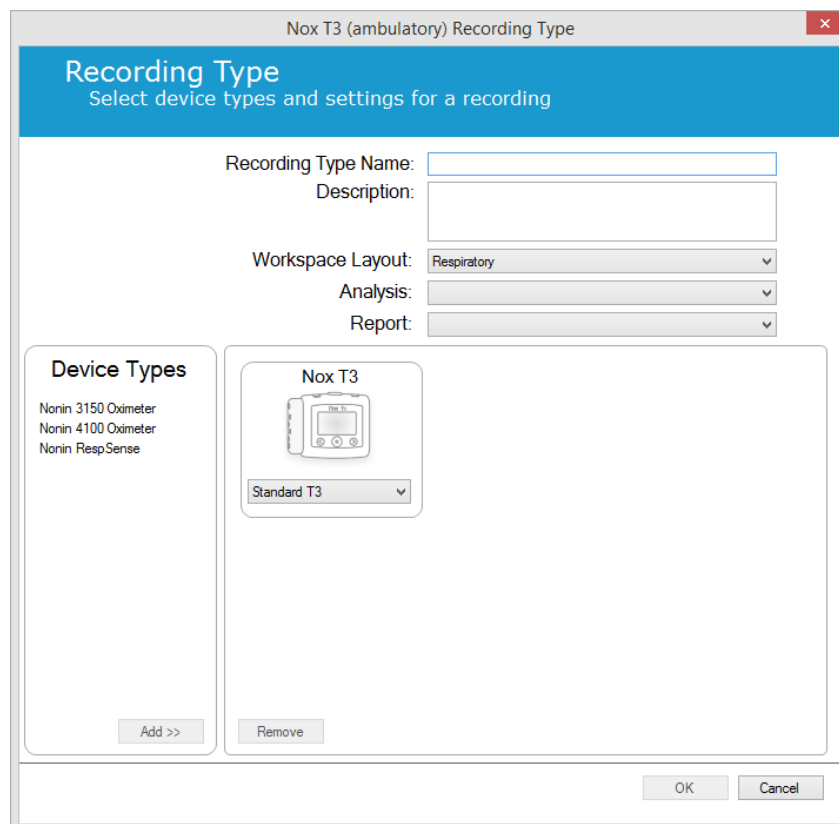 Nox T3 (ambulatory) Recording Type
Recording Type
Select device types and settings for a recording
Recording Type Name:
Description:
Workspace Layout: Respiratory
Analysis:
Report:
Device Types
Nonin 3150 Oximeter
Nonin 4100 Oximeter
Nonin RespSense
Add >>
Nox T3
Standard T3
Remove
OK Cancel